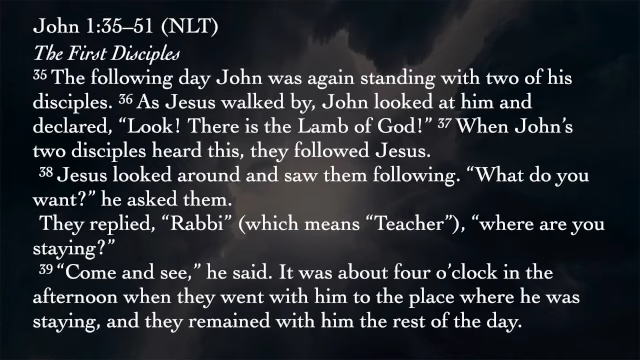 John 1:35–51 (NLT)
The First Disciples
³⁵ The following day John was again standing with two of his
disciples. ³⁶ As Jesus walked by, John looked at him and
declared, “Look! There is the Lamb of God!” ³⁷ When John’s
two disciples heard this, they followed Jesus.
³⁸ Jesus looked around and saw them following. “What do you
want?” he asked them.
They replied, “Rabbi” (which means “Teacher”), “where are you
staying?”
³⁹ “Come and see,” he said. It was about four o’clock in the
afternoon when they went with him to the place where he was
staying, and they remained with him the rest of the day.